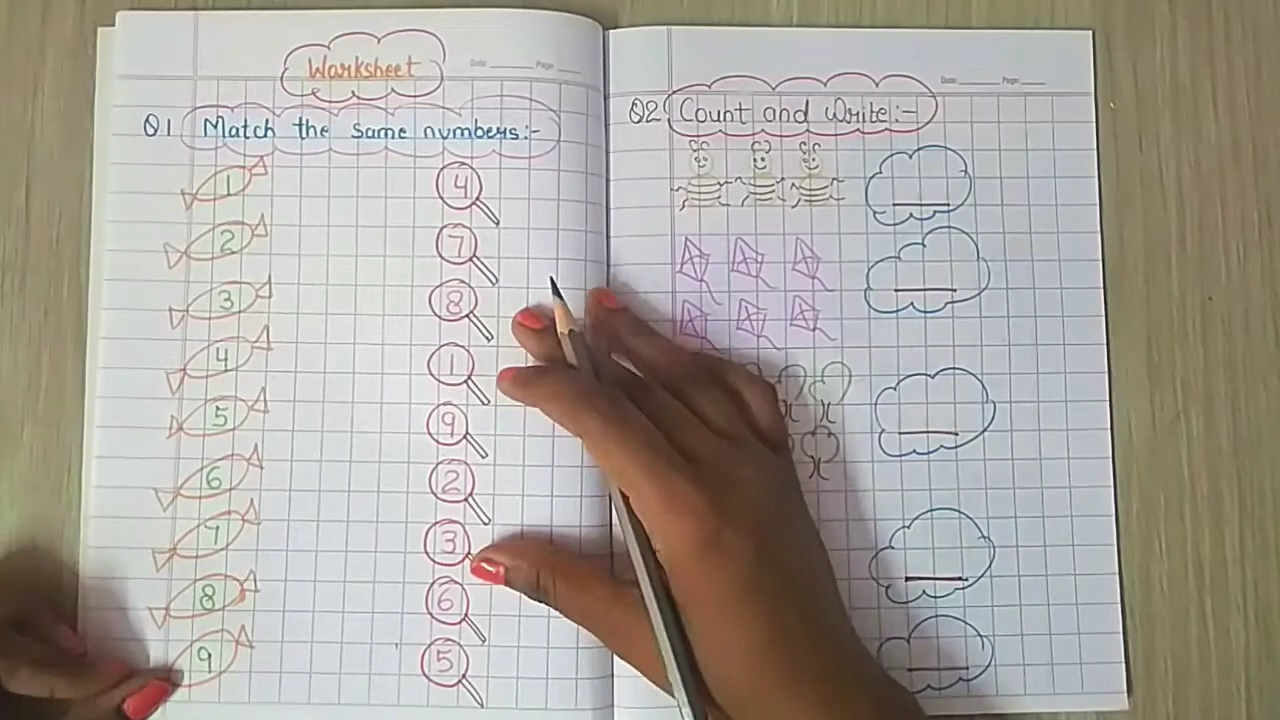 Worksheet
Date Page
Q1 Match the same numbers:-
1 4
2 7
3 8
4 1
5 9
6 2
7 3
8 6
9 5
Date Page
Q2 Count and Write:-